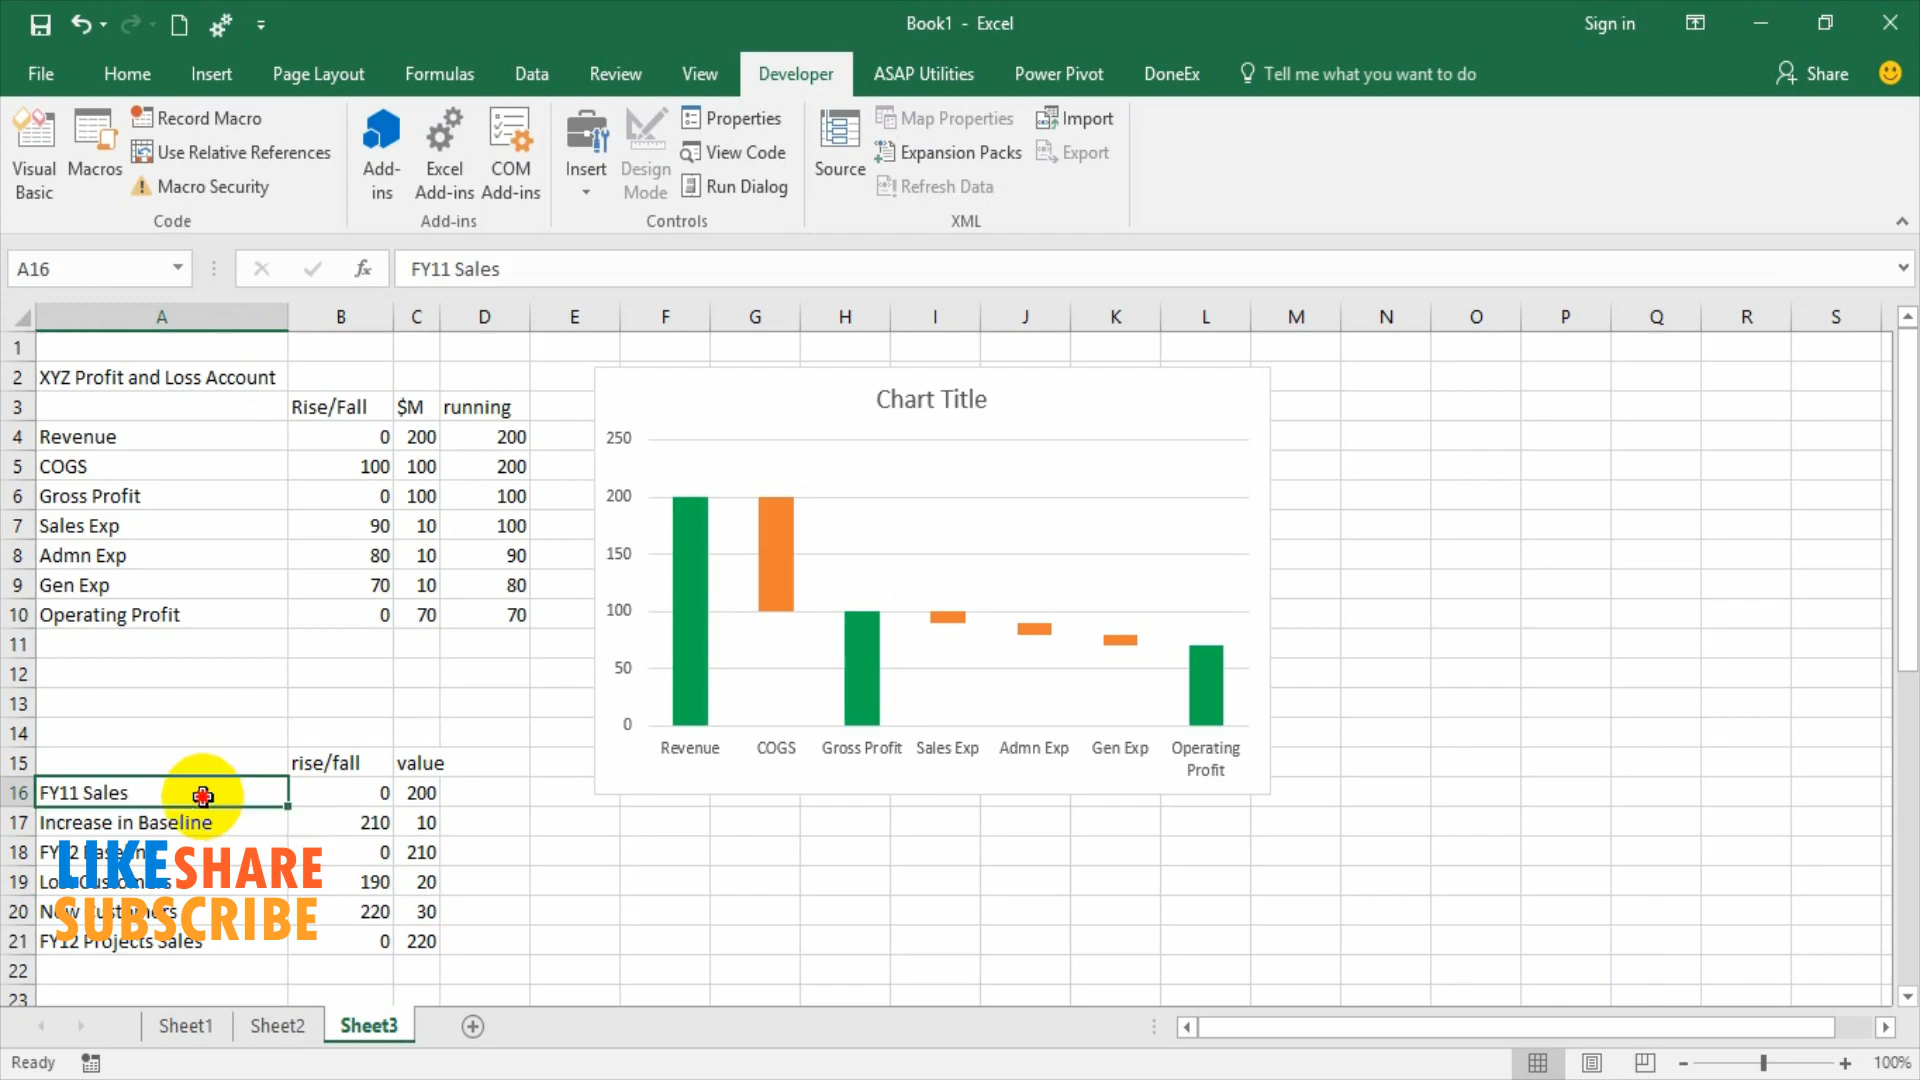 Book1 - Excel
Sign in
File Home Insert Page Layout Formulas Data Review View Developer ASAP Utilities Power Pivot DoneEx Tell me what you want to do Share
Visual Basic
Macros
Record Macro
Use Relative References
Macro Security
Code
Add-ins
Excel Add-ins
COM Add-ins
Add-ins
Insert
Design Mode
Properties
View Code
Run Dialog
Controls
Source
Map Properties
Expansion Packs
Refresh Data
Import
Export
XML
A16 fx FY11 Sales
A B C D E F G H I J K L M N O P Q R S
1
2 XYZ Profit and Loss Account
3 Rise/Fall $M running
4 Revenue 0 200 200
5 COGS 100 100 200
6 Gross Profit 0 100 100
7 Sales Exp 90 10 100
8 Admn Exp 80 10 90
9 Gen Exp 70 10 80
10 Operating Profit 0 70 70
11
12
13
14
15 rise/fall value
16 FY11 Sales 0 200
17 Increase in Baseline 210 10
18 0 210
19 190 20
20 220 30
21 FY12 Projects Sales 0 220
22
23
LIKE SHARE
SUBSCRIBE
Chart Title
250
200
150
100
50
0
Revenue COGS Gross Profit Sales Exp Admn Exp Gen Exp Operating Profit
Sheet1 Sheet2 Sheet3
Ready
100%